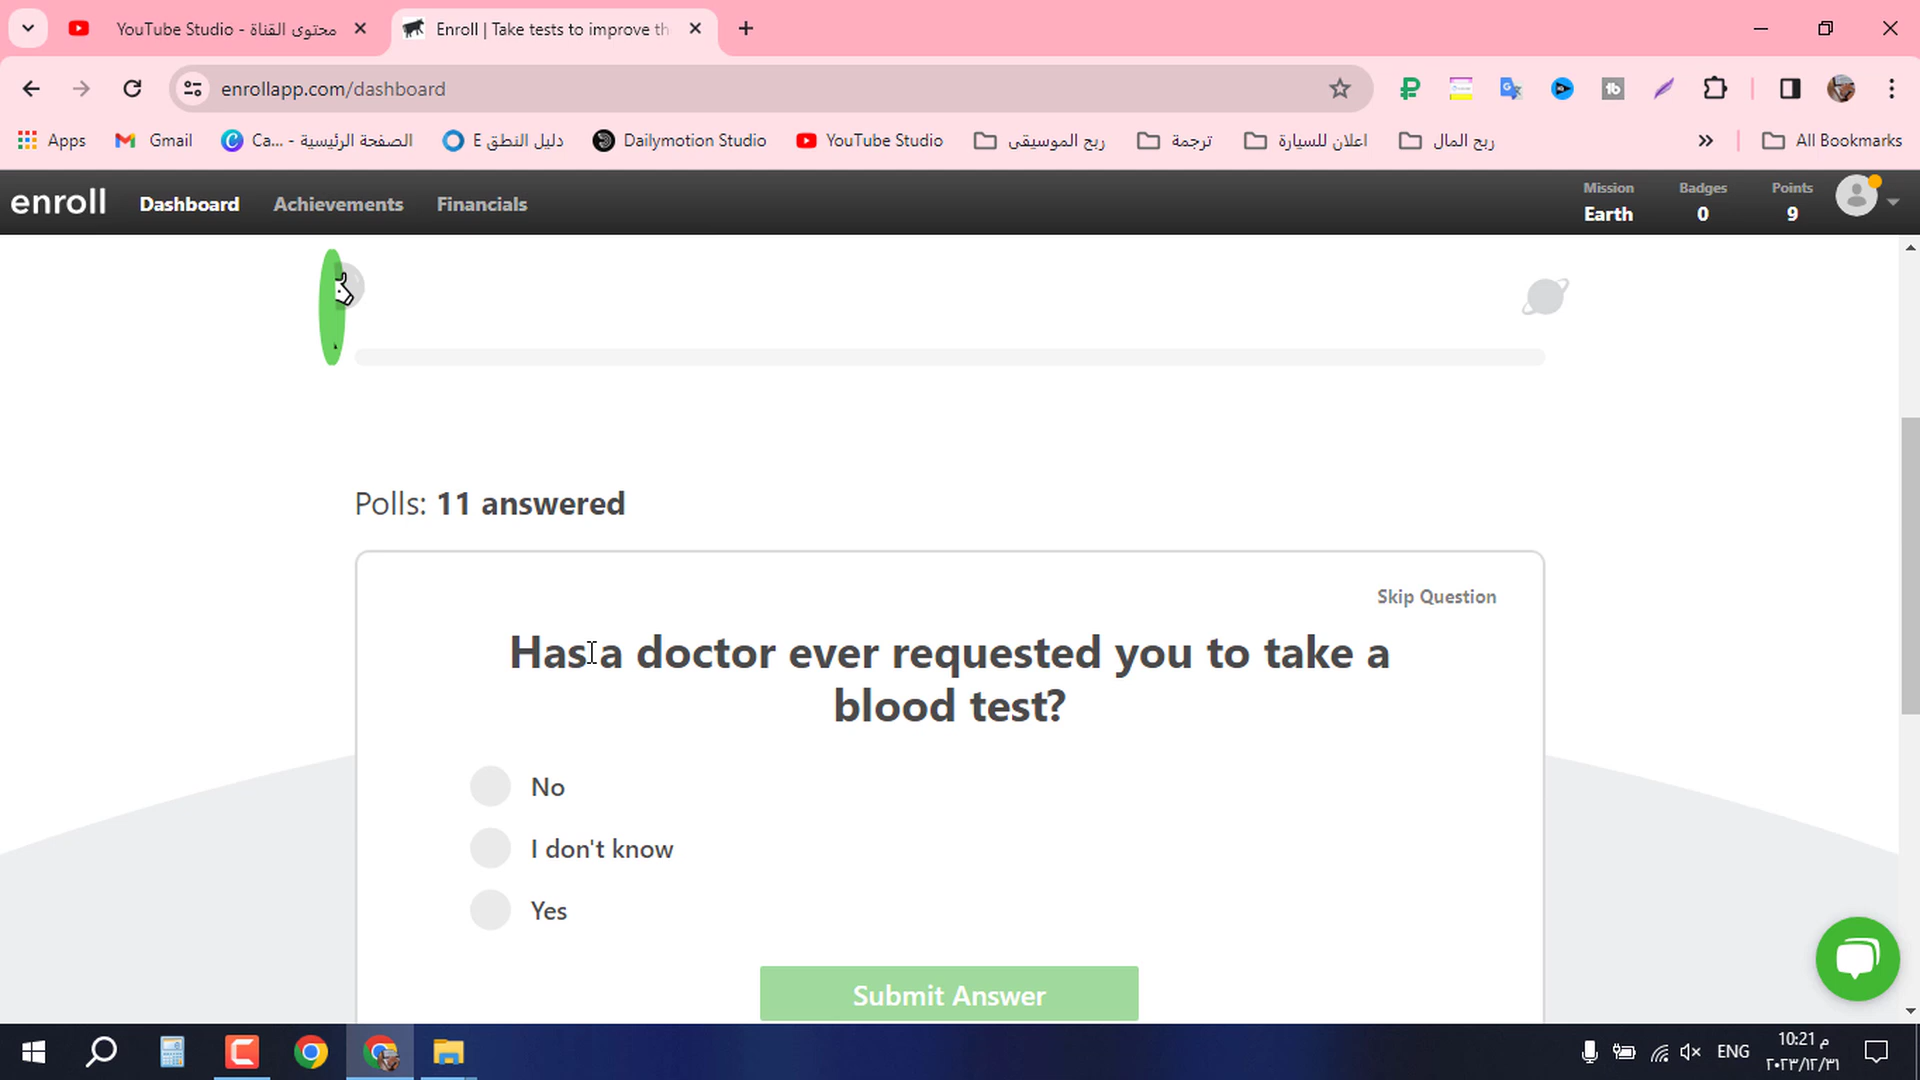 YouTube Studio - محتوى القناة
Enroll | Take tests to improve th
enrollapp.com/dashboard
Apps
Gmail
Ca... - الصفحة الرئيسية
دليل النطق E
Dailymotion Studio
YouTube Studio
ربح الموسيقى
ترجمة
اعلان للسيارة
ربح المال
All Bookmarks
enroll
Dashboard
Achievements
Financials
Mission
Earth
Badges
0
Points
9
Polls: 11 answered
Skip Question
Has a doctor ever requested you to take a
blood test?
No
I don't know
Yes
Submit Answer
ENG
10:21 م
٢٠٢٣/١٢/٣١